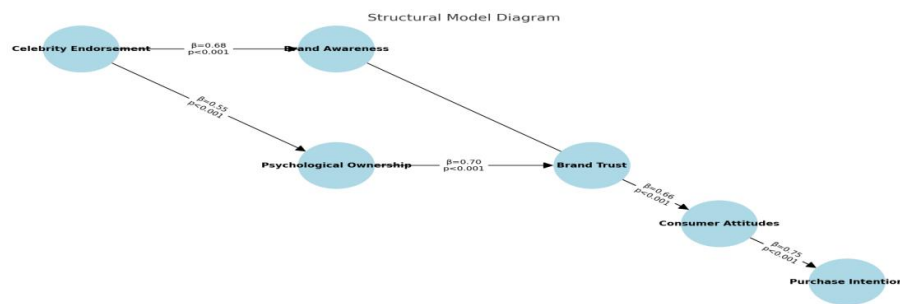 Structural Model Diagram
Celebrity Endorsement
β=0.68
p<0.001
Brand Awareness
β=0.55
p<0.001
Psychological Ownership
β=0.70
p<0.001
Brand Trust
β=0.66
p<0.001
Consumer Attitudes
β=0.75
p<0.001
Purchase Intention